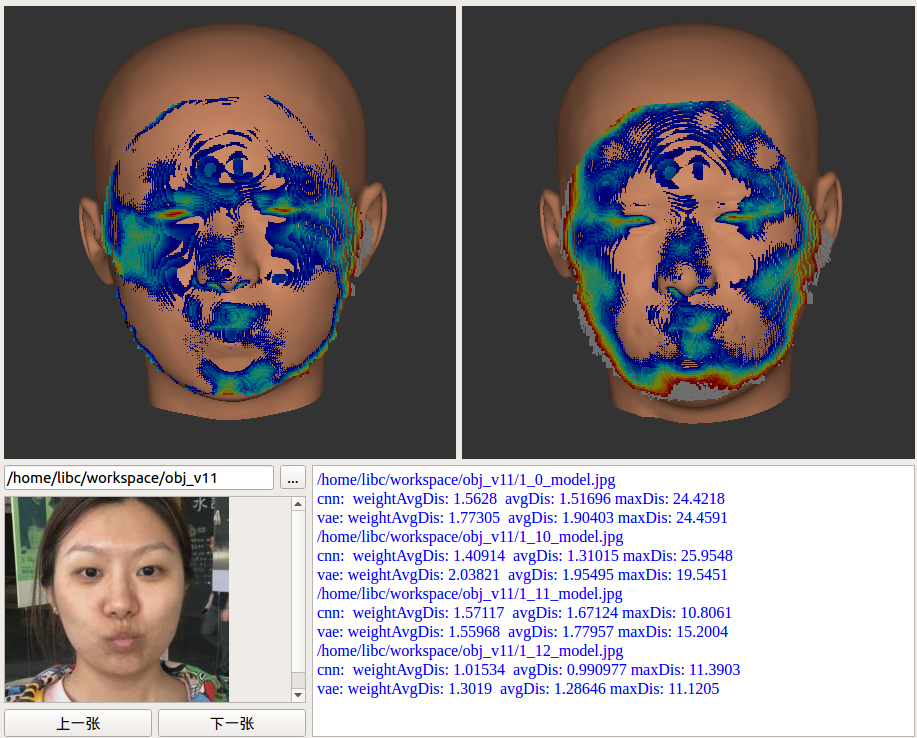 /home/libc/workspace/obj_v11
...
水
上一张
下一张
/home/libc/workspace/obj_v11/1_0_model.jpg
cnn:  weightAvgDis: 1.5628  avgDis: 1.51696 maxDis: 24.4218
vae: weightAvgDis: 1.77305  avgDis: 1.90403 maxDis: 24.4591
/home/libc/workspace/obj_v11/1_10_model.jpg
cnn:  weightAvgDis: 1.40914  avgDis: 1.31015 maxDis: 25.9548
vae: weightAvgDis: 2.03821  avgDis: 1.95495 maxDis: 19.5451
/home/libc/workspace/obj_v11/1_11_model.jpg
cnn:  weightAvgDis: 1.57117  avgDis: 1.67124 maxDis: 10.8061
vae: weightAvgDis: 1.55968  avgDis: 1.77957 maxDis: 15.2004
/home/libc/workspace/obj_v11/1_12_model.jpg
cnn:  weightAvgDis: 1.01534  avgDis: 0.990977 maxDis: 11.3903
vae: weightAvgDis: 1.3019  avgDis: 1.28646 maxDis: 11.1205